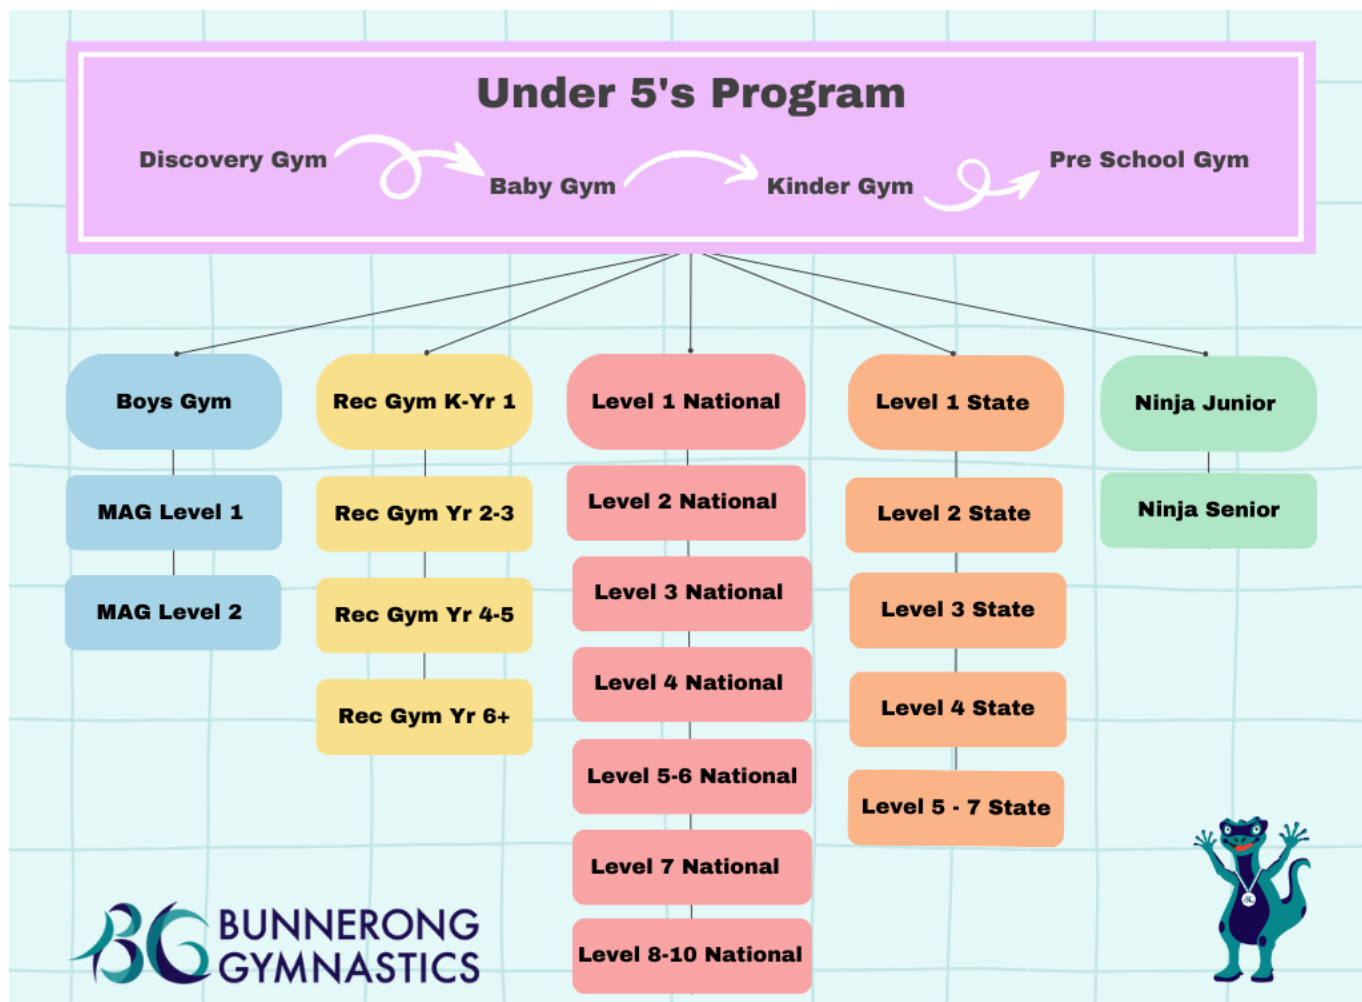 Under 5's Program
Discovery Gym
Baby Gym
Kinder Gym
Pre School Gym
Boys Gym
MAG Level 1
MAG Level 2
Rec Gym K-Yr 1
Rec Gym Yr 2-3
Rec Gym Yr 4-5
Rec Gym Yr 6+
Level 1 National
Level 2 National
Level 3 National
Level 4 National
Level 5-6 National
Level 7 National
Level 8-10 National
Level 1 State
Level 2 State
Level 3 State
Level 4 State
Level 5 - 7 State
Ninja Junior
Ninja Senior
BG BUNNERONG
GYMNASTICS